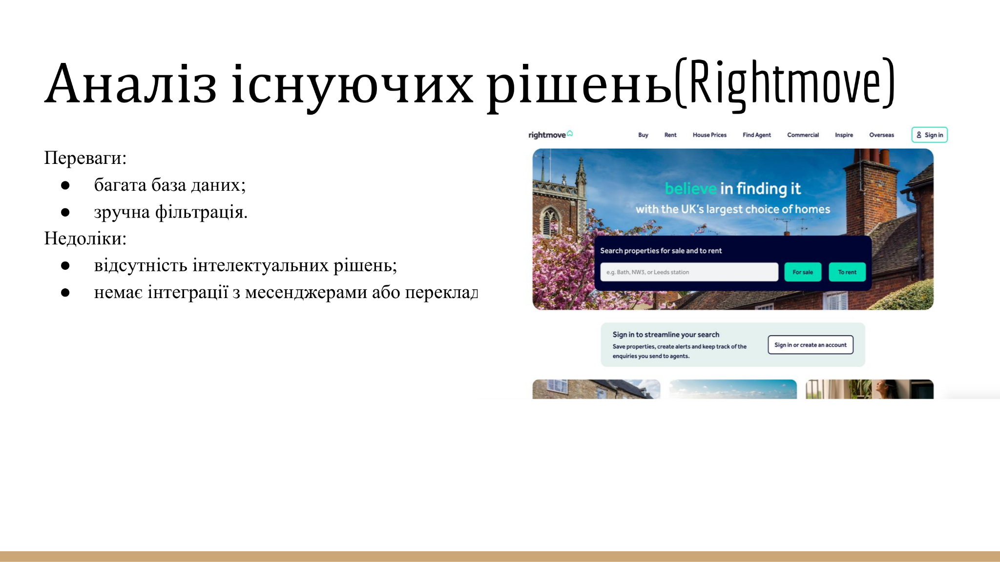 Аналіз існуючих рішень(Rightmove)
Переваги:
● багата база даних;
● зручна фільтрація.
Недоліки:
● відсутність інтелектуальних рішень;
● немає інтеграції з месенджерами або переклад
rightmove
Buy Rent House Prices Find Agent Commercial Inspire Overseas Sign in
believe in finding it
with the UK's largest choice of homes
Search properties for sale and to rent
e.g. Bath, NW3, or Leeds station For sale To rent
Sign in to streamline your search
Save properties, create alerts and keep track of the
enquiries you send to agents.
Sign in or create an account